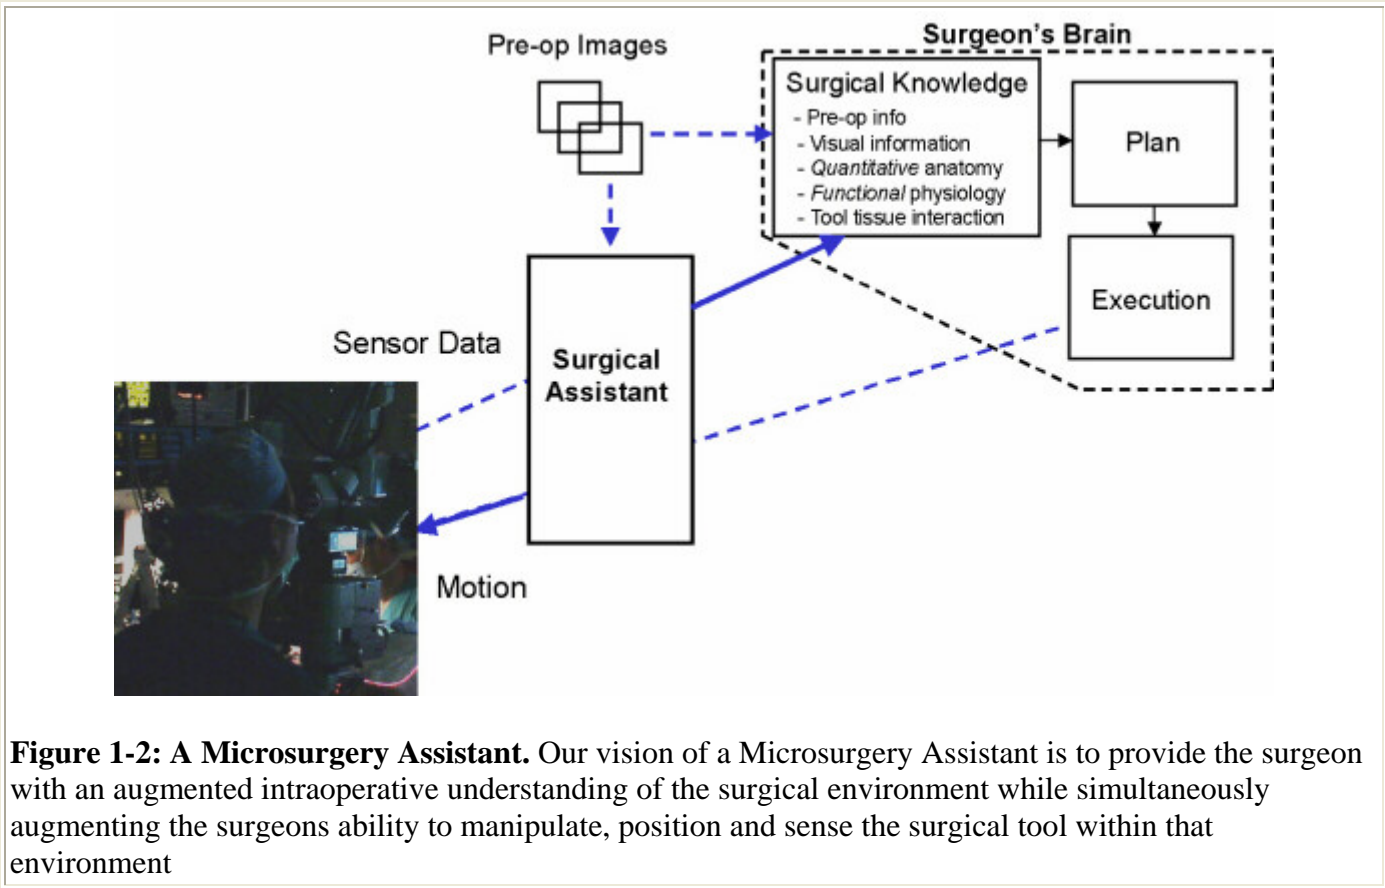 Pre-op Images
Surgeon's Brain
Surgical Knowledge
- Pre-op info
- Visual information
- Quantitative anatomy
- Functional physiology
- Tool tissue interaction
Plan
Execution
Sensor Data
Surgical
Assistant
Motion
Figure 1-2: A Microsurgery Assistant. Our vision of a Microsurgery Assistant is to provide the surgeon
with an augmented intraoperative understanding of the surgical environment while simultaneously
augmenting the surgeons ability to manipulate, position and sense the surgical tool within that
environment